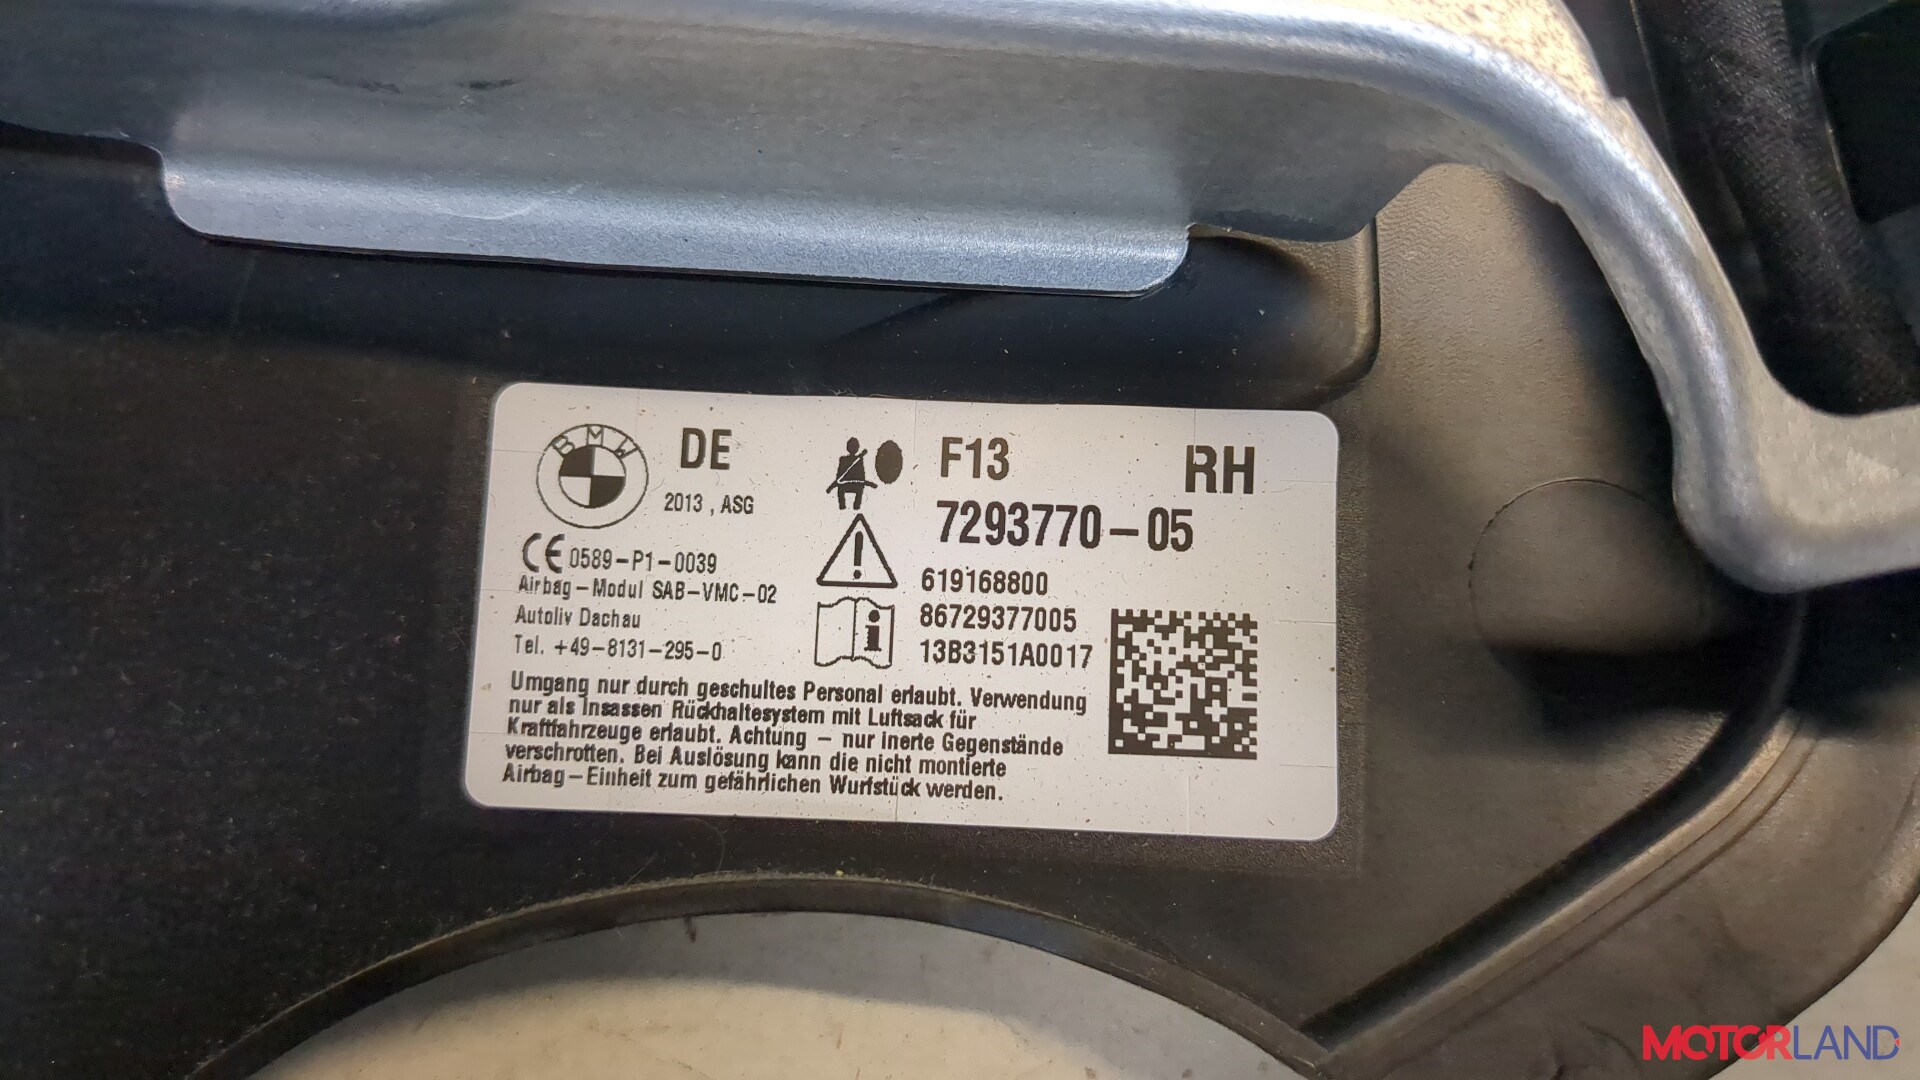 BMW
DE
2013 , ASG
CE 0589-P1-0039
Airbag-Modul SAB-VMC-02
Autoliv Dachau
Tel. +49-8131-295-0
F13 RH
7293770-05
619168800
86729377005
13B3151A0017
Umgang nur durch geschultes Personal erlaubt. Verwendung
nur als Insassen Rückhaltesystem mit Luftsack für
Kraftfahrzeuge erlaubt. Achtung - nur inerte Gegenstände
verschrotten. Bei Auslösung kann die nicht montierte
Airbag-Einheit zum gefährlichen Wurfstück werden.
MOTORLAND